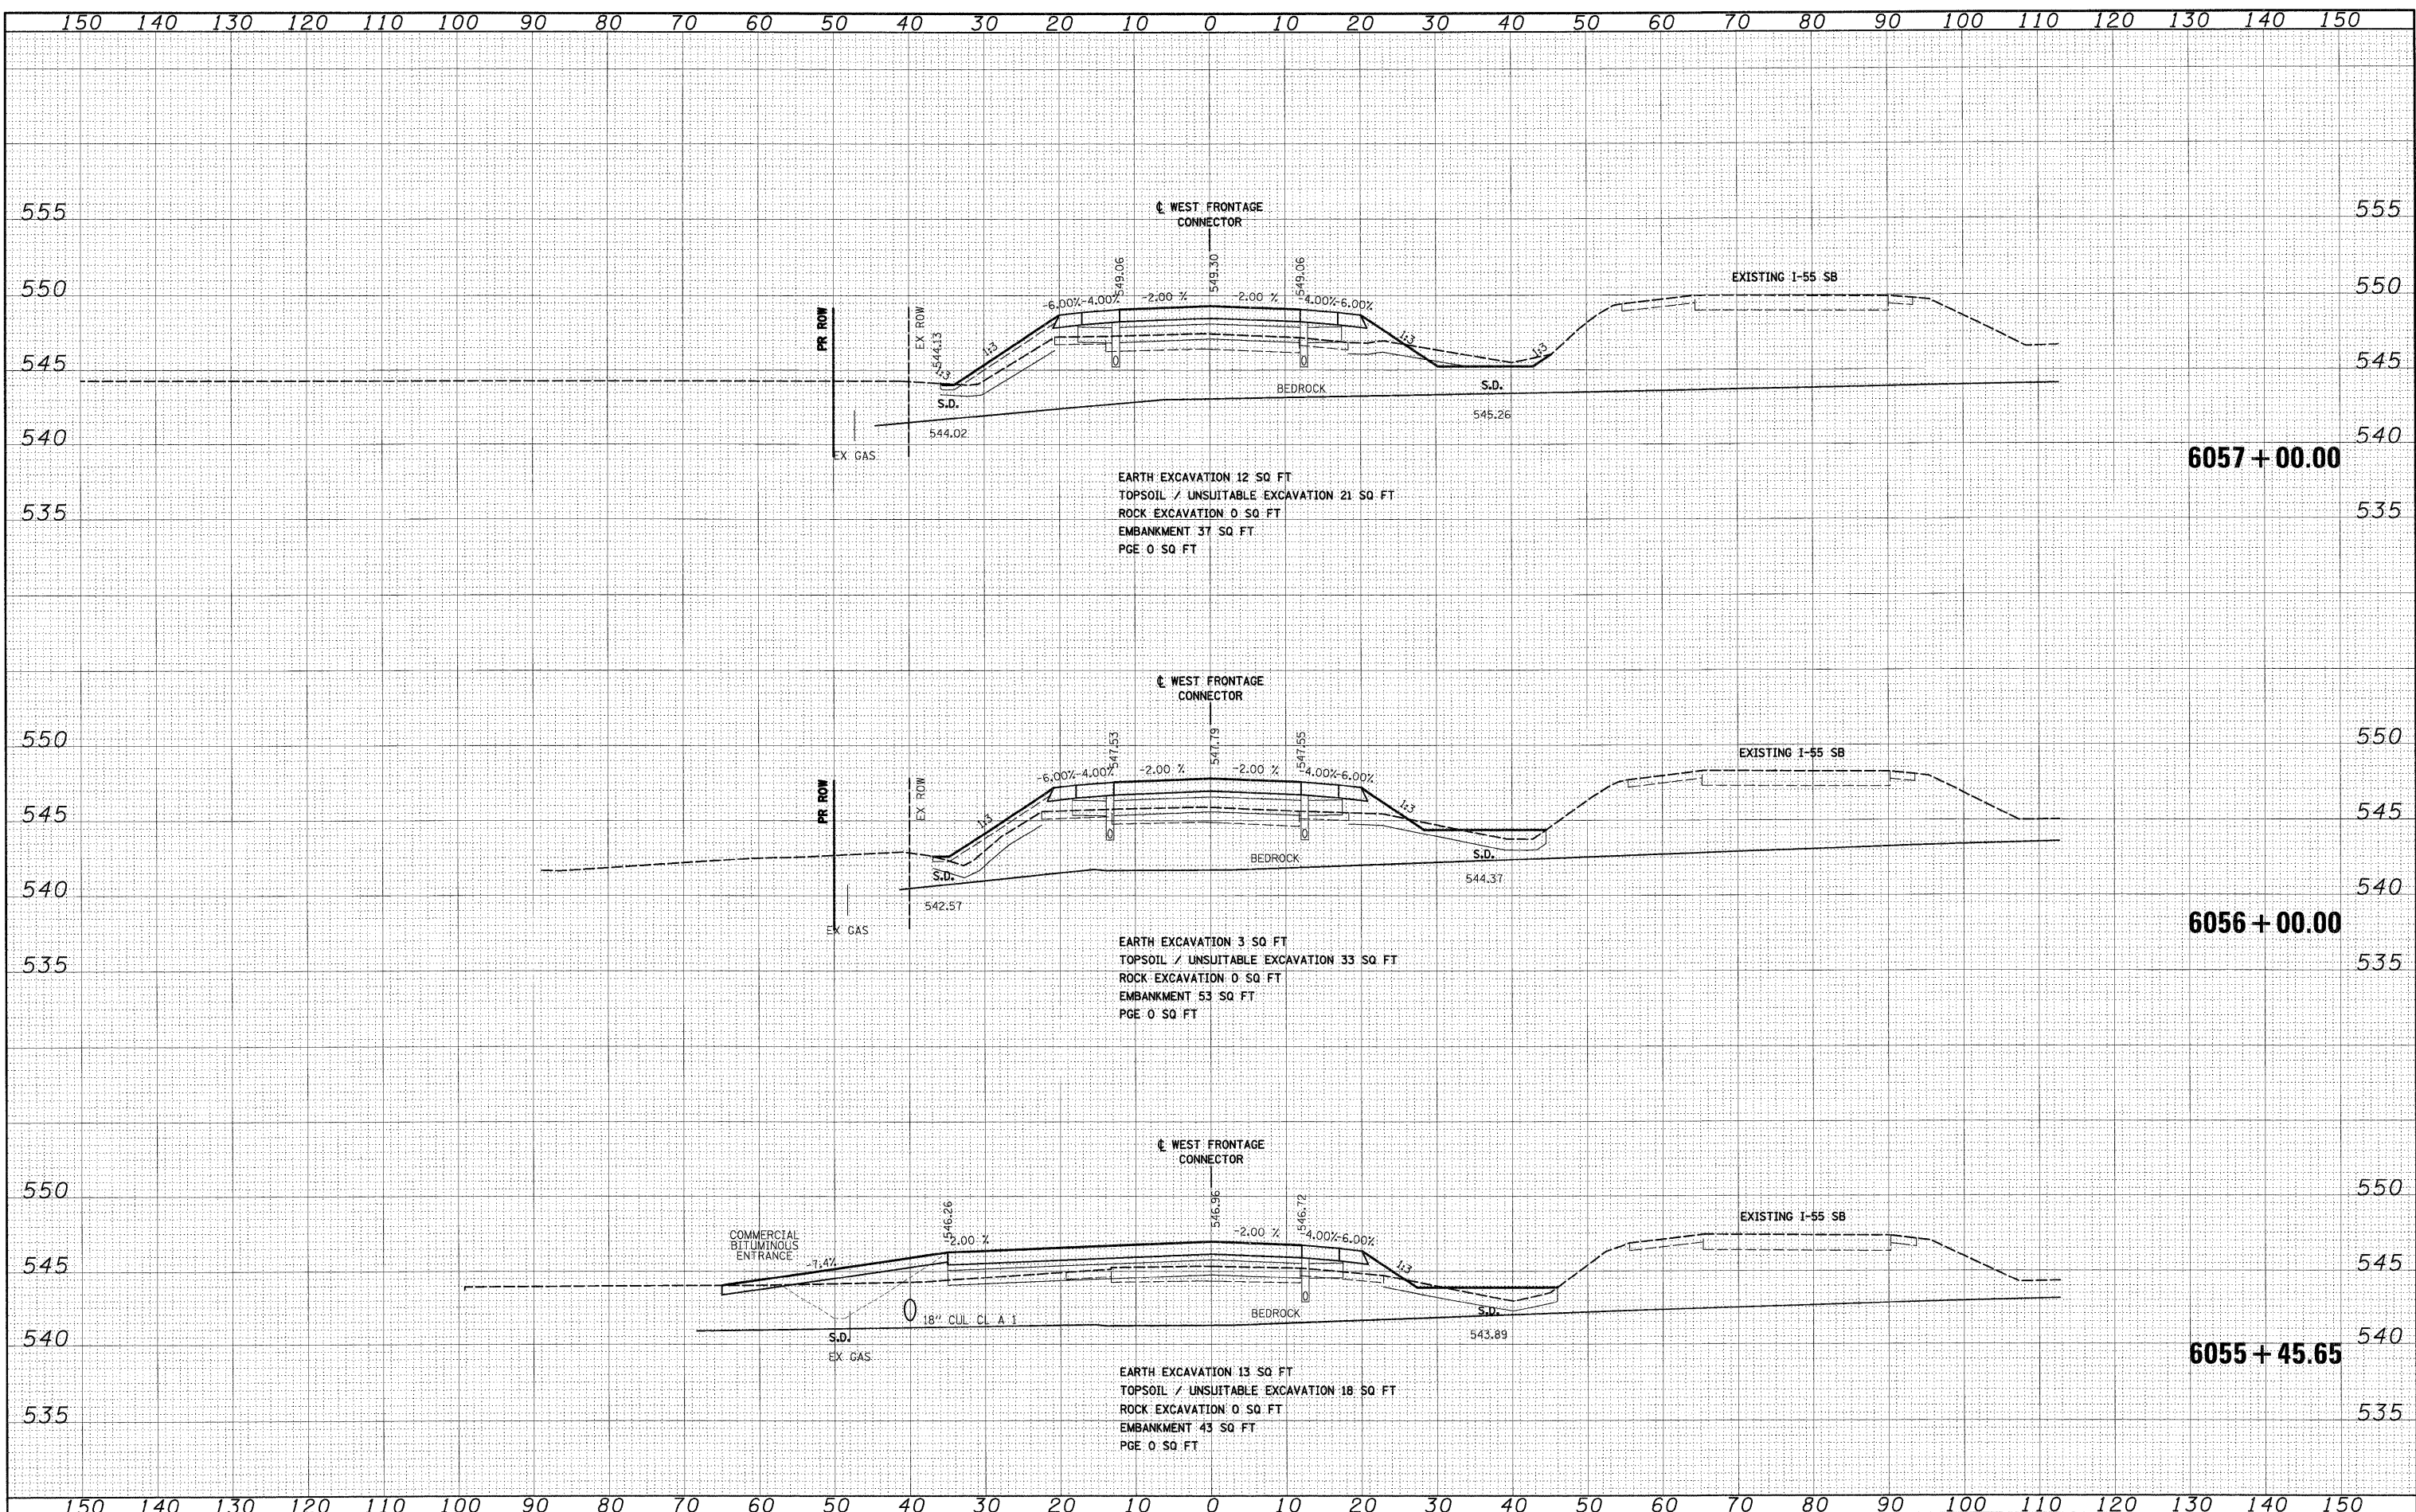 150 140 130 120 110 100 90 80 70 60 50 40 30 20 10 0 10 20 30 40 50 60 70 80 90 100 110 120 130 140 150
555 555
℄ WEST FRONTAGE
CONNECTOR
549.06 549.30 549.06
EXISTING I-55 SB
550 550
-6.00% -4.00% -2.00 % -2.00 % -4.00% -6.00%
PR ROW EX ROW
544.13
1:3 1:3 1:3 1:3
545 545
S.D. BEDROCK S.D.
544.02 545.26
540 540
EX GAS
6057+00.00
EARTH EXCAVATION 12 SQ FT
TOPSOIL / UNSUITABLE EXCAVATION 21 SQ FT
ROCK EXCAVATION 0 SQ FT
EMBANKMENT 37 SQ FT
PGE 0 SQ FT
535 535
℄ WEST FRONTAGE
CONNECTOR
547.53 547.79 547.55
550 550
EXISTING I-55 SB
-6.00% -4.00% -2.00 % -2.00 % -4.00% -6.00%
PR ROW EX ROW
1:3 1:3
545 545
S.D. BEDROCK S.D.
542.57 544.37
540 540
EX GAS
6056+00.00
EARTH EXCAVATION 3 SQ FT
TOPSOIL / UNSUITABLE EXCAVATION 33 SQ FT
ROCK EXCAVATION 0 SQ FT
EMBANKMENT 53 SQ FT
PGE 0 SQ FT
535 535
℄ WEST FRONTAGE
CONNECTOR
550 550
546.26 546.96 546.72
EXISTING I-55 SB
COMMERCIAL
BITUMINOUS
ENTRANCE
-7.4% -2.00 % -2.00 % -4.00% -6.00%
1:3
545 545
18" CUL CL A 1
BEDROCK
S.D. S.D.
543.89
540 540
EX GAS
6055+45.65
EARTH EXCAVATION 13 SQ FT
TOPSOIL / UNSUITABLE EXCAVATION 18 SQ FT
ROCK EXCAVATION 0 SQ FT
EMBANKMENT 43 SQ FT
PGE 0 SQ FT
535 535
150 140 130 120 110 100 90 80 70 60 50 40 30 20 10 0 10 20 30 40 50 60 70 80 90 100 110 120 130 140 150